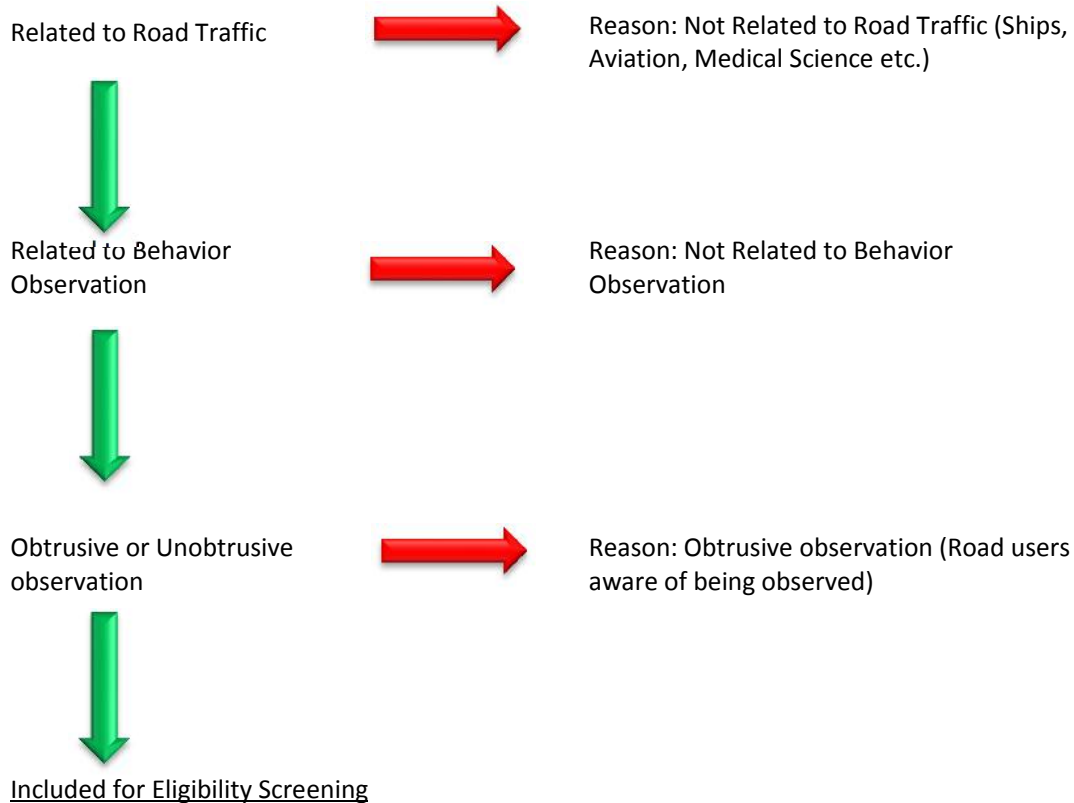 Related to Road Traffic
Reason: Not Related to Road Traffic (Ships,
Aviation, Medical Science etc.)
Related to Behavior
Observation
Reason: Not Related to Behavior
Observation
Obtrusive or Unobtrusive
observation
Reason: Obtrusive observation (Road users
aware of being observed)
Included for Eligibility Screening